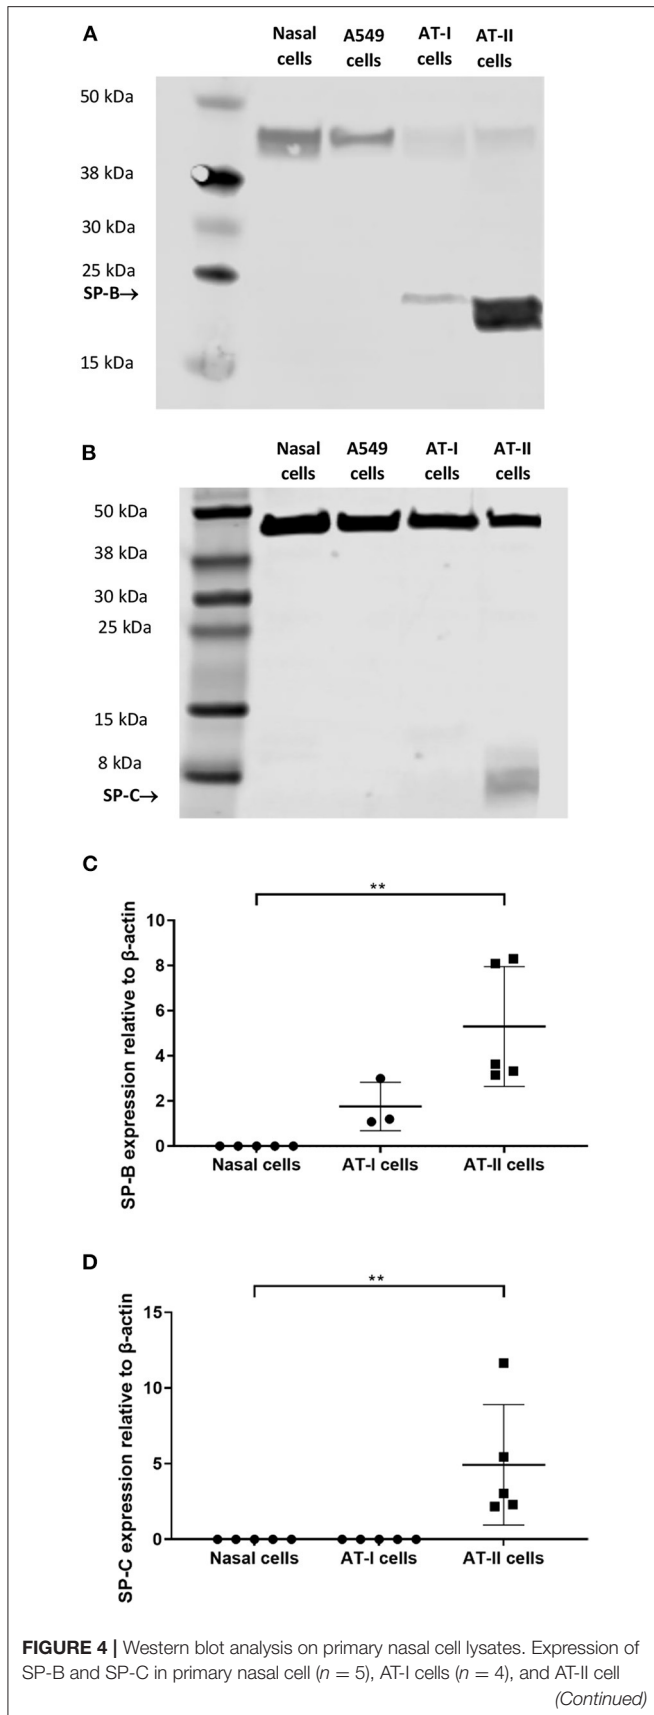 A
Nasal cells A549 cells AT-I cells AT-II cells
50 kDa
38 kDa
30 kDa
25 kDa
SP-B→
15 kDa
B
Nasal cells A549 cells AT-I cells AT-II cells
50 kDa
38 kDa
30 kDa
25 kDa
15 kDa
8 kDa
SP-C→
C
**
SP-B expression relative to β-actin
10
8
6
4
2
0
Nasal cells AT-I cells AT-II cells
D
**
SP-C expression relative to β-actin
15
10
5
0
Nasal cells AT-I cells AT-II cells
FIGURE 4 | Western blot analysis on primary nasal cell lysates. Expression of
SP-B and SP-C in primary nasal cell (n = 5), AT-I cells (n = 4), and AT-II cell
(Continued)